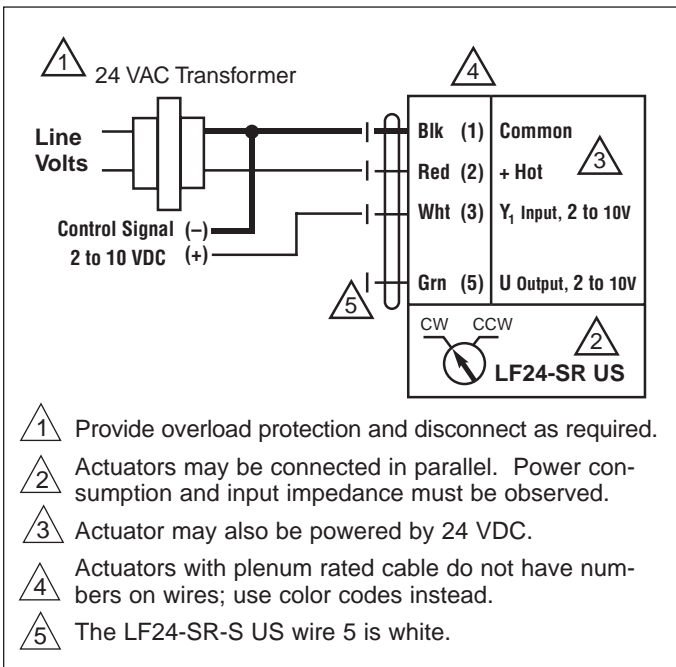 1 24 VAC Transformer
4
Line
Volts
Blk (1) Common
3
Red (2) + Hot
Wht (3) Y1 Input, 2 to 10V
Control Signal (–)
2 to 10 VDC (+)
Grn (5) U Output, 2 to 10V
5
CW CCW
2
LF24-SR US
1 Provide overload protection and disconnect as required.
2 Actuators may be connected in parallel. Power con-
sumption and input impedance must be observed.
3 Actuator may also be powered by 24 VDC.
4 Actuators with plenum rated cable do not have num-
bers on wires; use color codes instead.
5 The LF24-SR-S US wire 5 is white.